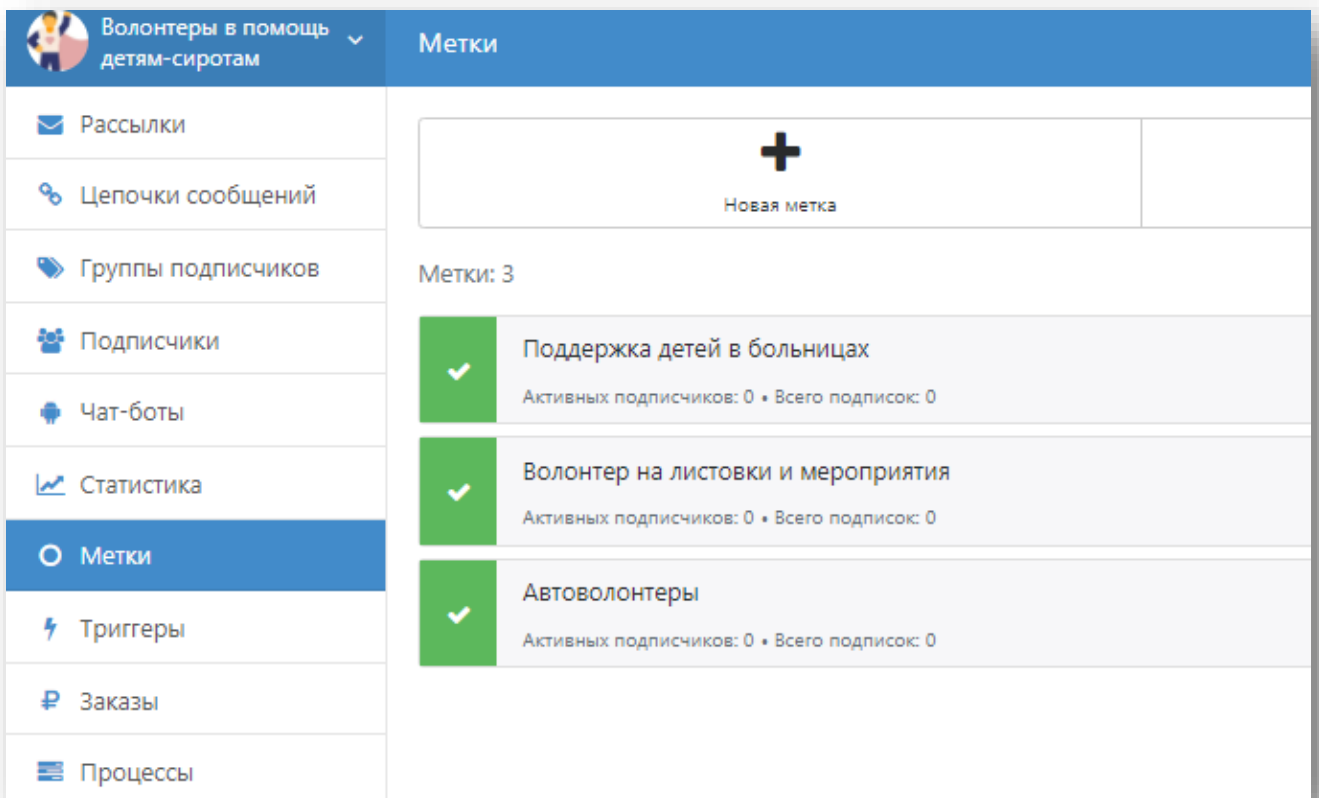 Волонтеры в помощь
детям-сиротам
Метки
Рассылки
Цепочки сообщений
Группы подписчиков
Подписчики
Чат-боты
Статистика
Метки
Триггеры
Заказы
Процессы
Новая метка
Метки: 3
Поддержка детей в больницах
Активных подписчиков: 0 • Всего подписок: 0
Волонтер на листовки и мероприятия
Активных подписчиков: 0 • Всего подписок: 0
Автоволонтеры
Активных подписчиков: 0 • Всего подписок: 0